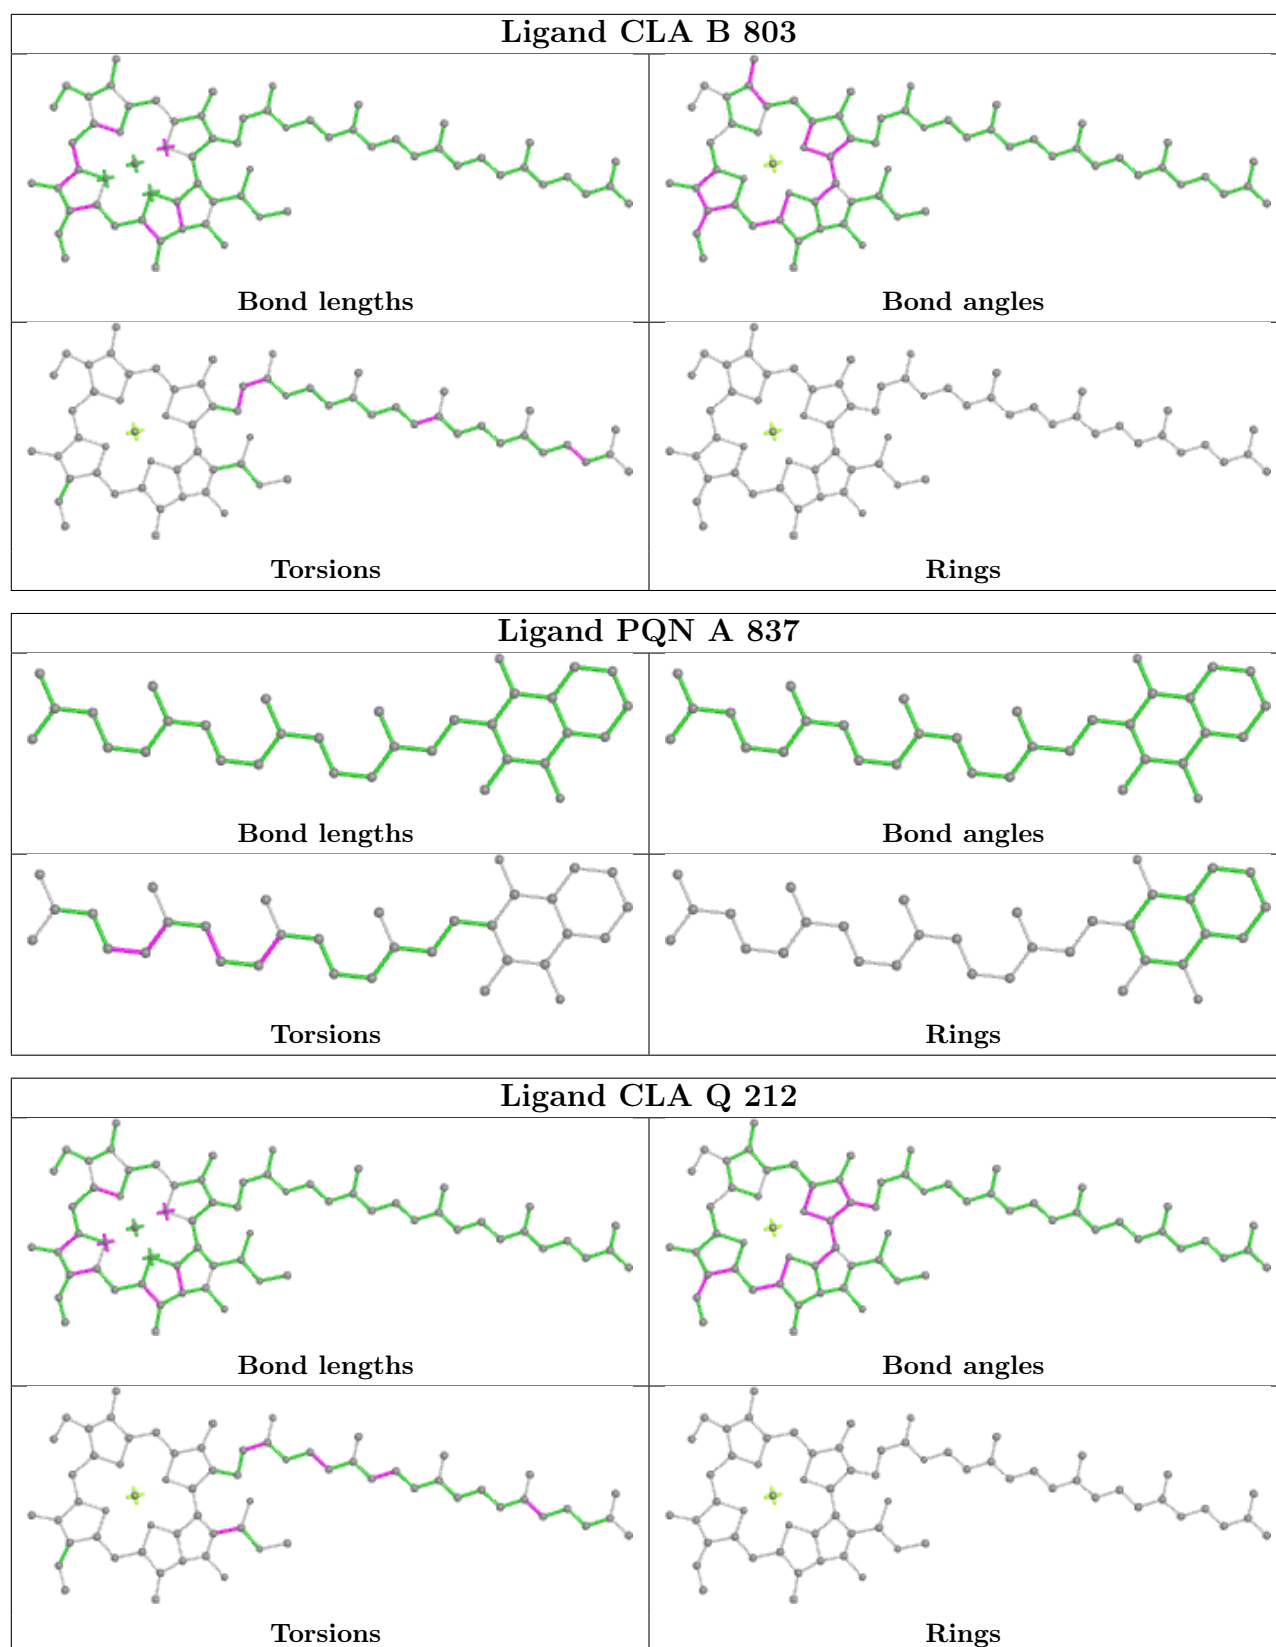 Ligand CLA B 803
Bond lengths
Bond angles
Torsions
Rings
Ligand PQN A 837
Bond lengths
Bond angles
Torsions
Rings
Ligand CLA Q 212
Bond lengths
Bond angles
Torsions
Rings